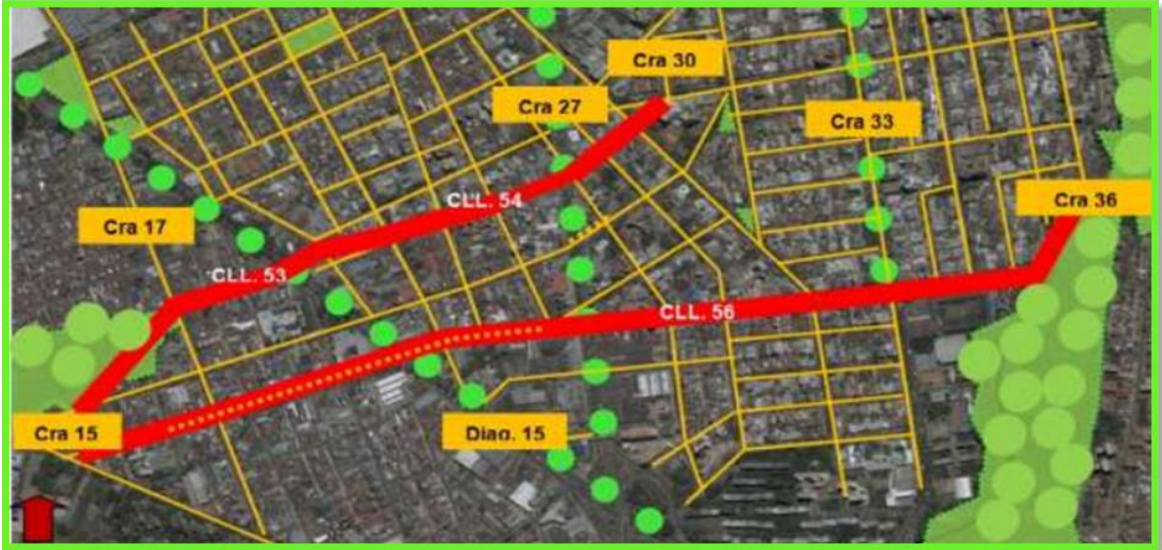 Cra 30
Cra 27
Cra 33
CLL. 54
Cra 36
Cra 17
CLL. 53
CLL. 56
Cra 15
Diag. 15